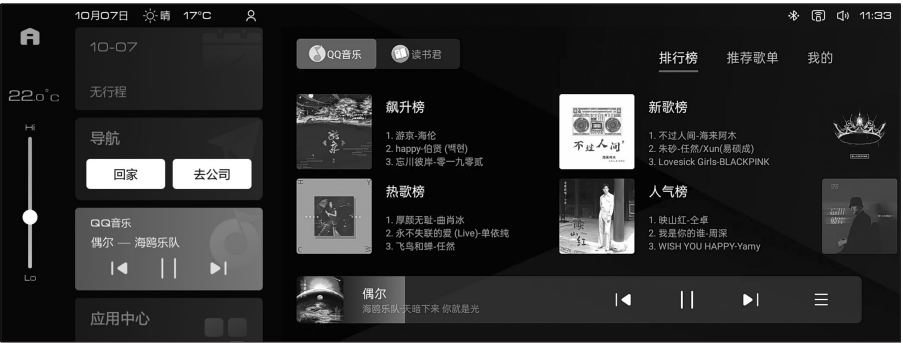 10月07日 晴 17°C
11:33
A
22.0°C
Hi
Lo
10-07
无行程
导航
回家 去公司
QQ音乐
偶尔 — 海鸥乐队
应用中心
QQ音乐 读书君
排行榜 推荐歌单 我的
飙升榜
1. 游京-海伦
2. happy-伯贤 (백현)
3. 忘川彼岸-零一九零贰
新歌榜
不过人间
1. 不过人间-海来阿木
2. 朱砂-任然/Xun(易硕成)
3. Lovesick Girls-BLACKPINK
热歌榜
1. 厚颜无耻-曲肖冰
2. 永不失联的爱 (Live)-单依纯
3. 飞鸟和蝉-任然
人气榜
映山红
1. 映山红-仝卓
2. 我是你的谁-周深
3. WISH YOU HAPPY-Yamy
偶尔
海鸥乐队·天暗下来 你就是光